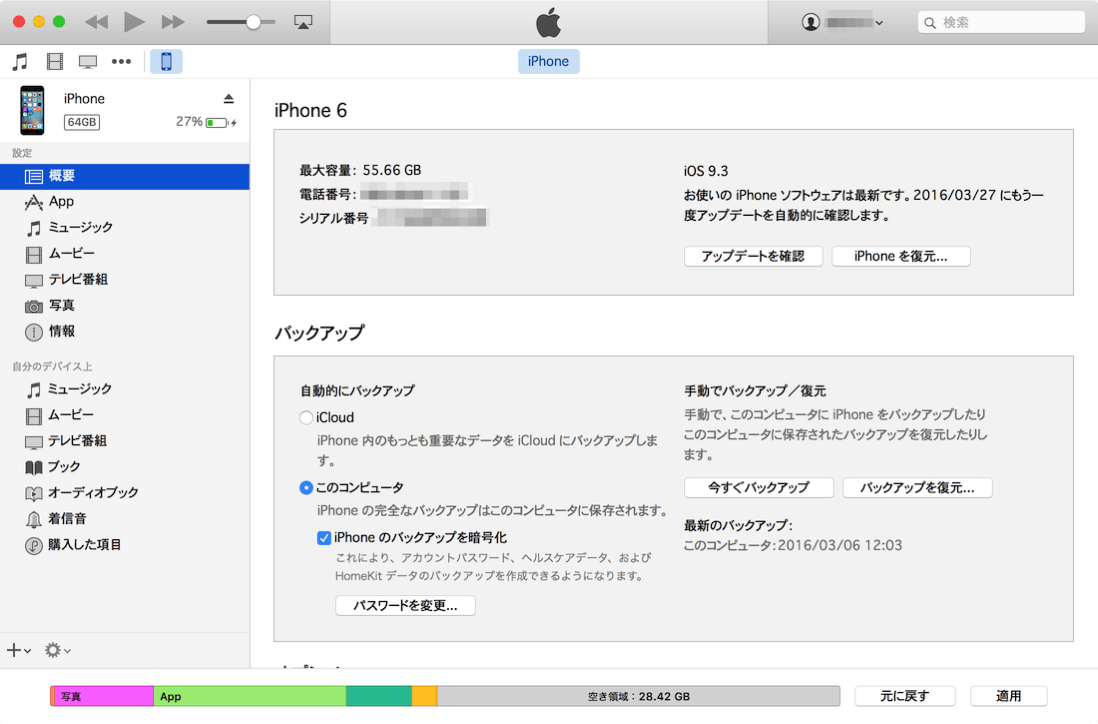 検索
iPhone
iPhone
64GB
27%
設定
概要
App
ミュージック
ムービー
テレビ番組
写真
情報
自分のデバイス上
ミュージック
ムービー
テレビ番組
ブック
オーディオブック
着信音
購入した項目
iPhone 6
最大容量: 55.66 GB
電話番号:
シリアル番号
iOS 9.3
お使いの iPhone ソフトウェアは最新です。2016/03/27 にもう一
度アップデートを自動的に確認します。
アップデートを確認
iPhone を復元...
バックアップ
自動的にバックアップ
iCloud
iPhone 内のもっとも重要なデータを iCloud にバックアップしま
す。
このコンピュータ
iPhone の完全なバックアップはこのコンピュータに保存されます。
iPhone のバックアップを暗号化
これにより、アカウントパスワード、ヘルスケアデータ、および
HomeKit データのバックアップを作成できるようになります。
パスワードを変更...
手動でバックアップ／復元
手動で、このコンピュータに iPhone をバックアップしたり
このコンピュータに保存されたバックアップを復元したりし
ます。
今すぐバックアップ
バックアップを復元...
最新のバックアップ:
このコンピュータ: 2016/03/06 12:03
写真
App
空き領域：28.42 GB
元に戻す
適用